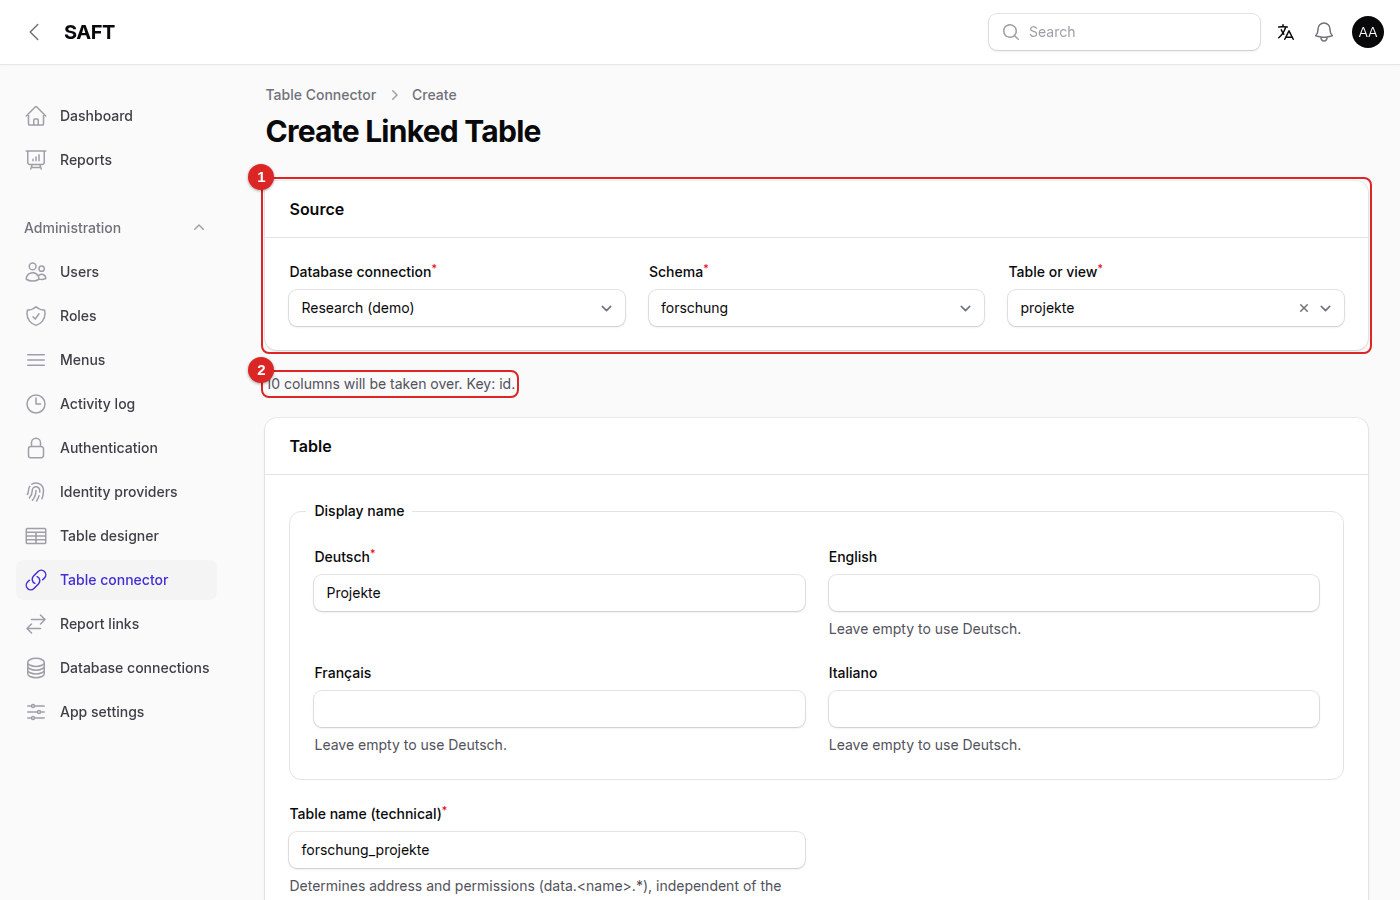 SAFT
Search
AA
Dashboard
Reports
Administration
Users
Roles
Menus
Activity log
Authentication
Identity providers
Table designer
Table connector
Report links
Database connections
App settings
Table Connector > Create
Create Linked Table
1
Source
Database connection* Schema* Table or view*
Research (demo) forschung projekte
2
10 columns will be taken over. Key: id.
Table
Display name
Deutsch* English
Projekte
Leave empty to use Deutsch.
Français Italiano
Leave empty to use Deutsch. Leave empty to use Deutsch.
Table name (technical)*
forschung_projekte
Determines address and permissions (data.<name>.*), independent of the